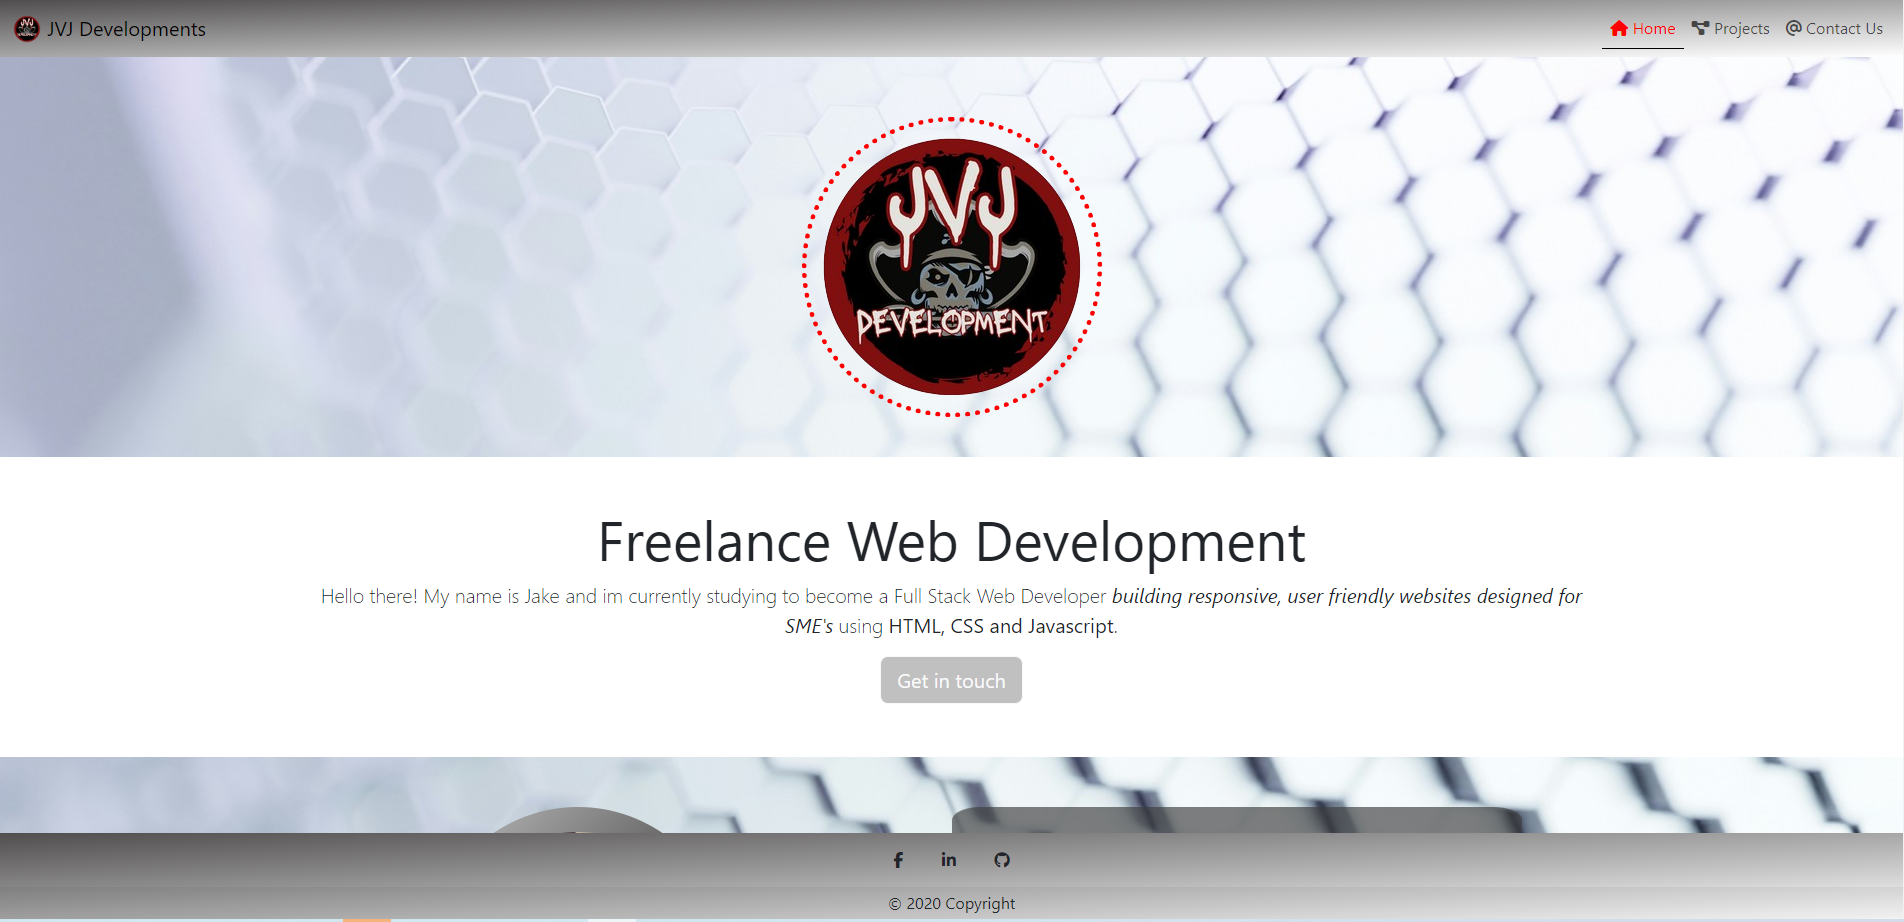 JVJ Developments
Home Projects Contact Us
JVJ
DEVELOPMENT
Freelance Web Development
Hello there! My name is Jake and im currently studying to become a Full Stack Web Developer building responsive, user friendly websites designed for
SME's using HTML, CSS and Javascript.
Get in touch
© 2020 Copyright